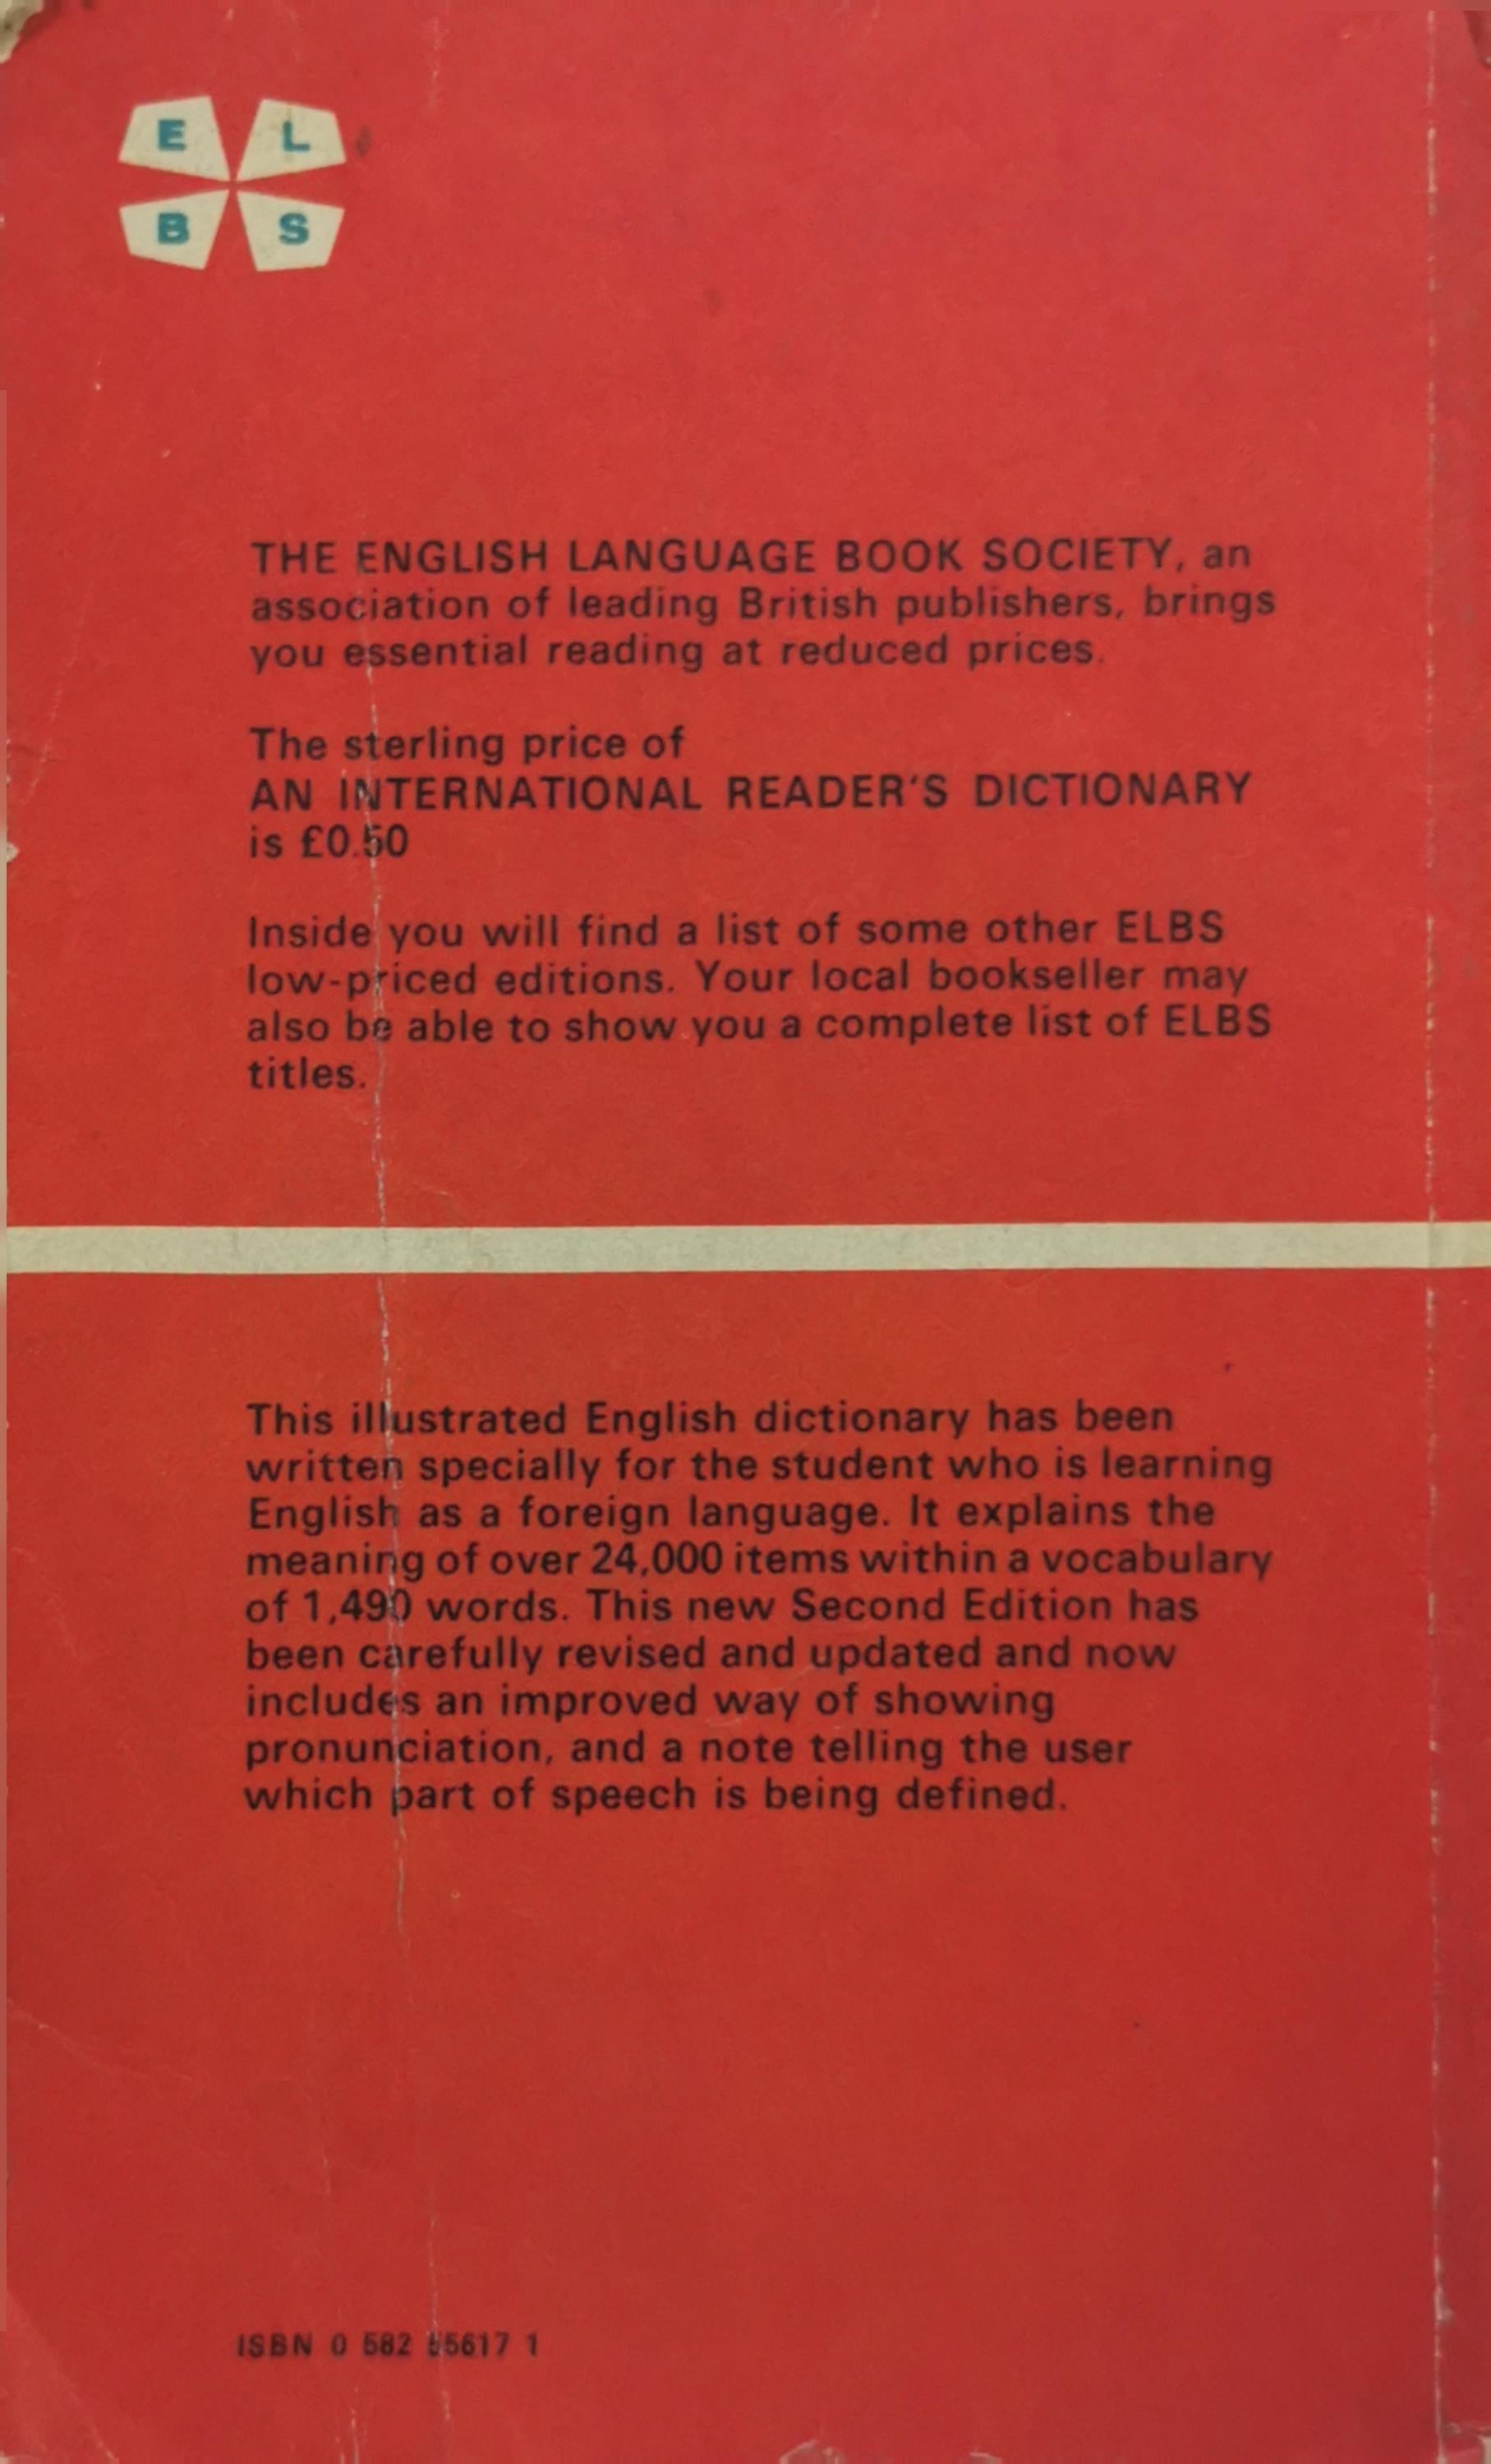 E L
B S
THE ENGLISH LANGUAGE BOOK SOCIETY, an
association of leading British publishers, brings
you essential reading at reduced prices.
The sterling price of
AN INTERNATIONAL READER'S DICTIONARY
is £0.50
Inside you will find a list of some other ELBS
low-priced editions. Your local bookseller may
also be able to show you a complete list of ELBS
titles.
This illustrated English dictionary has been
written specially for the student who is learning
English as a foreign language. It explains the
meaning of over 24,000 items within a vocabulary
of 1,490 words. This new Second Edition has
been carefully revised and updated and now
includes an improved way of showing
pronunciation, and a note telling the user
which part of speech is being defined.
ISBN 0 582 55617 1